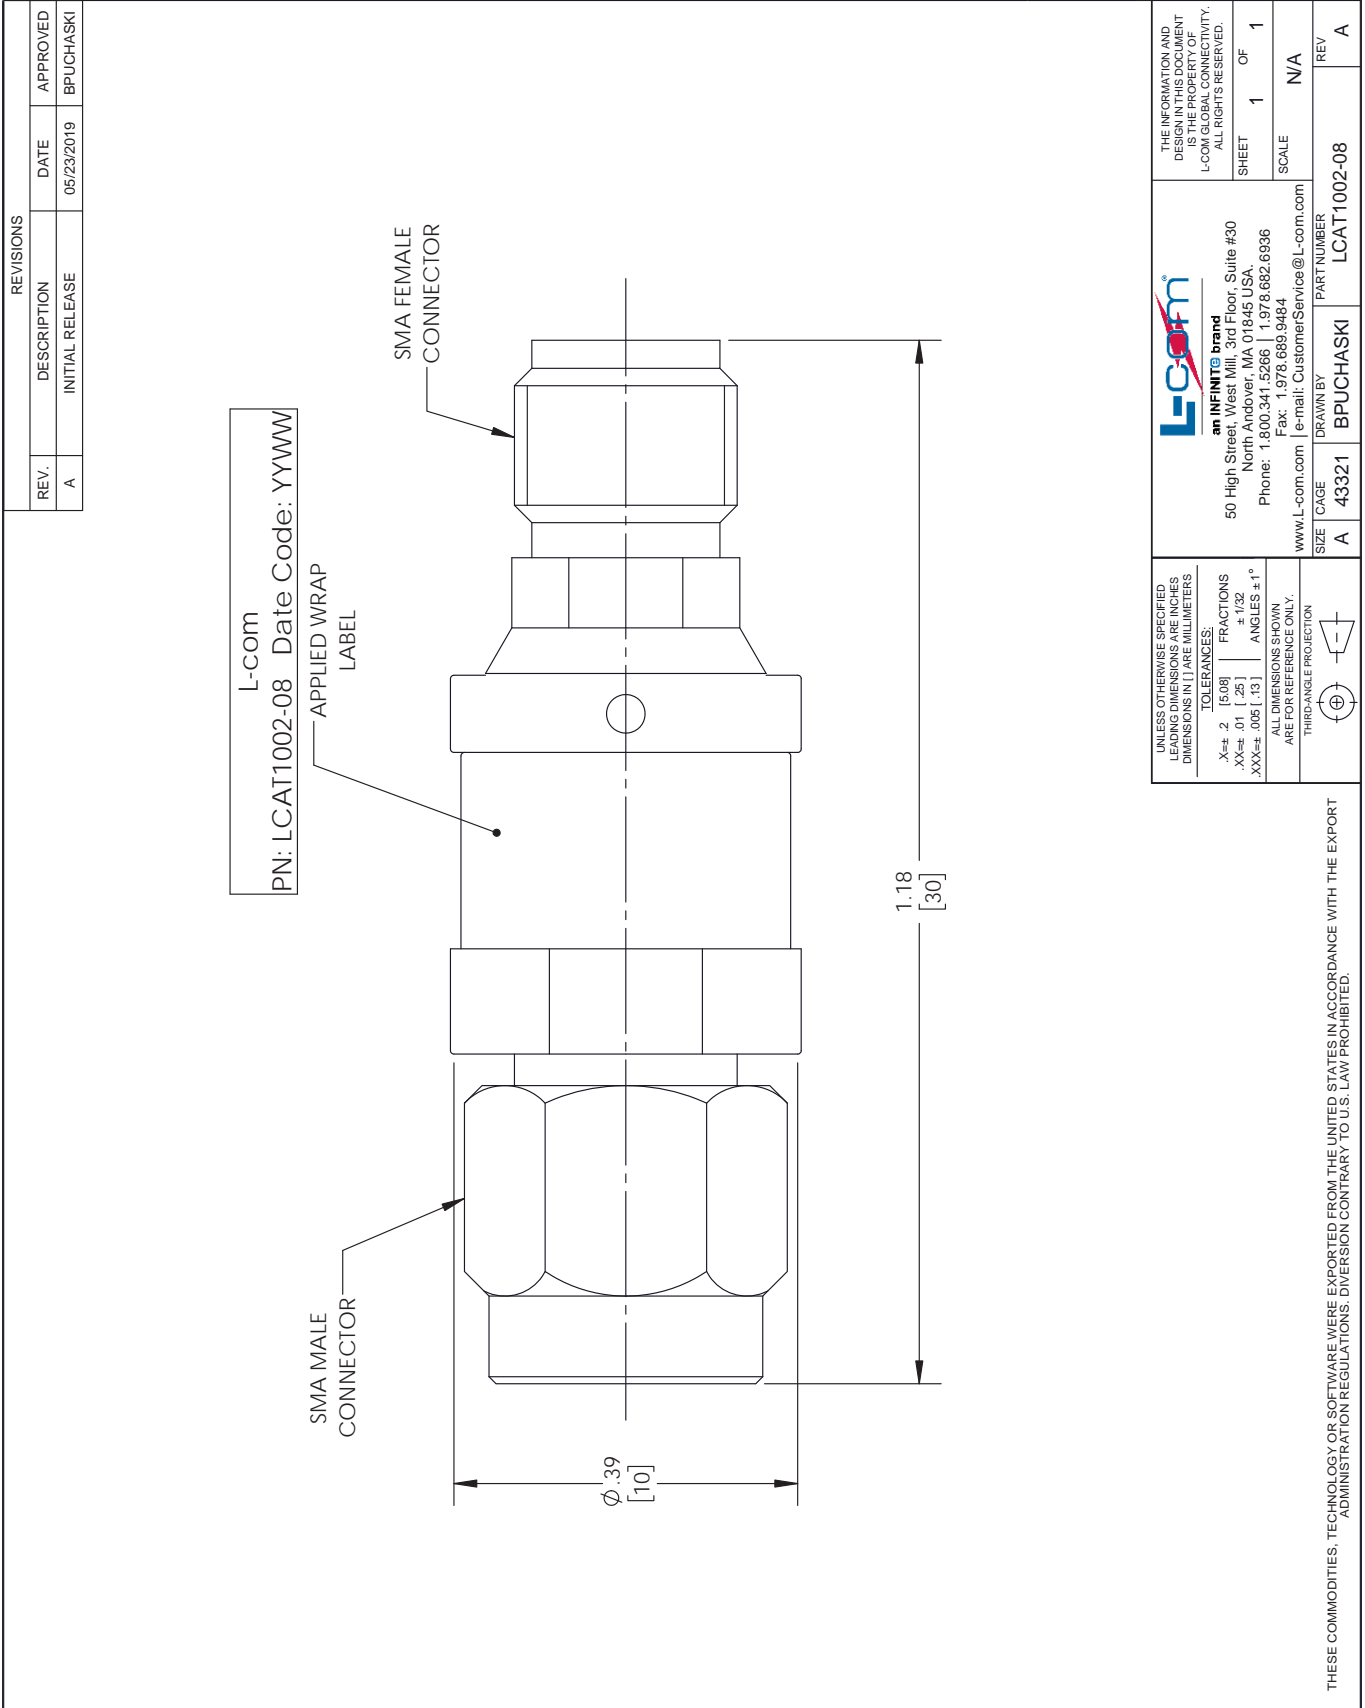 REVISIONS
REV. DESCRIPTION DATE APPROVED
A INITIAL RELEASE 05/23/2019 BPUCHASKI
L-com
PN: LCAT1002-08 Date Code: YYWW
APPLIED WRAP
LABEL
SMA MALE
CONNECTOR
SMA FEMALE
CONNECTOR
Ø.39
[10]
1.18
[30]
UNLESS OTHERWISE SPECIFIED
LEADING DIMENSIONS ARE INCHES
DIMENSIONS IN [ ] ARE MILLIMETERS
TOLERANCES:
.X=± .2 [5.08] FRACTIONS
.XX=± .01 [.25] ± 1/32
.XXX=± .005 [.13] ANGLES ± 1°
ALL DIMENSIONS SHOWN
ARE FOR REFERENCE ONLY.
THIRD-ANGLE PROJECTION
L-com®
an INFINITe brand
50 High Street, West Mill, 3rd Floor, Suite #30
North Andover, MA 01845 USA.
Phone: 1.800.341.5266 | 1.978.682.6936
Fax: 1.978.689.9484
www.L-com.com | e-mail: CustomerService@L-com.com
THE INFORMATION AND
DESIGN IN THIS DOCUMENT
IS THE PROPERTY OF
L-COM GLOBAL CONNECTIVITY.
ALL RIGHTS RESERVED.
SHEET 1 OF 1
SCALE N/A
SIZE A
CAGE 43321
DRAWN BY BPUCHASKI
PART NUMBER LCAT1002-08
REV A
THESE COMMODITIES, TECHNOLOGY OR SOFTWARE WERE EXPORTED FROM THE UNITED STATES IN ACCORDANCE WITH THE EXPORT
ADMINISTRATION REGULATIONS. DIVERSION CONTRARY TO U.S. LAW PROHIBITED.